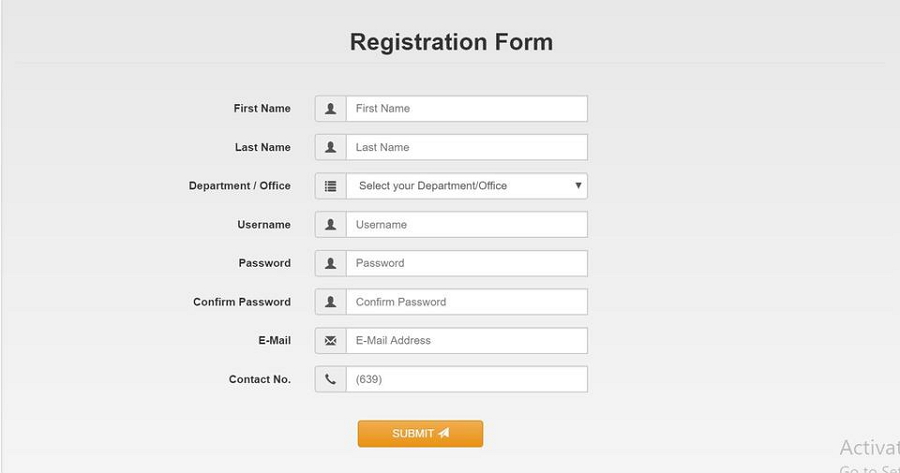 Registration Form
First Name First Name
Last Name Last Name
Department / Office Select your Department/Office
Username Username
Password Password
Confirm Password Confirm Password
E-Mail E-Mail Address
Contact No. (639)
SUBMIT
Activat
Go to Set